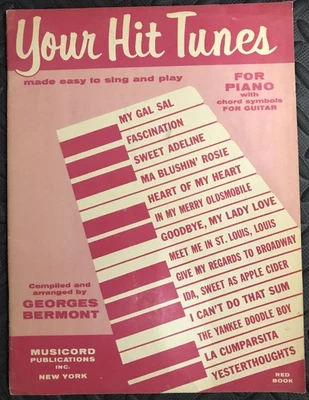 Your Hit Tunes
made easy to sing and play
FOR
PIANO
with
chord symbols
FOR GUITAR
MY GAL SAL
FASCINATION
SWEET ADELINE
MA BLUSHIN' ROSIE
HEART OF MY HEART
IN MY MERRY OLDSMOBILE
GOODBYE, MY LADY LOVE
MEET ME IN ST. LOUIS, LOUIS
GIVE MY REGARDS TO BROADWAY
IDA, SWEET AS APPLE CIDER
I CAN'T DO THAT SUM
THE YANKEE DOODLE BOY
LA CUMPARSITA
YESTERTHOUGHTS
Compiled and
arranged by
GEORGES
BERMONT
MUSICORD
PUBLICATIONS
INC.
NEW YORK
RED
BOOK